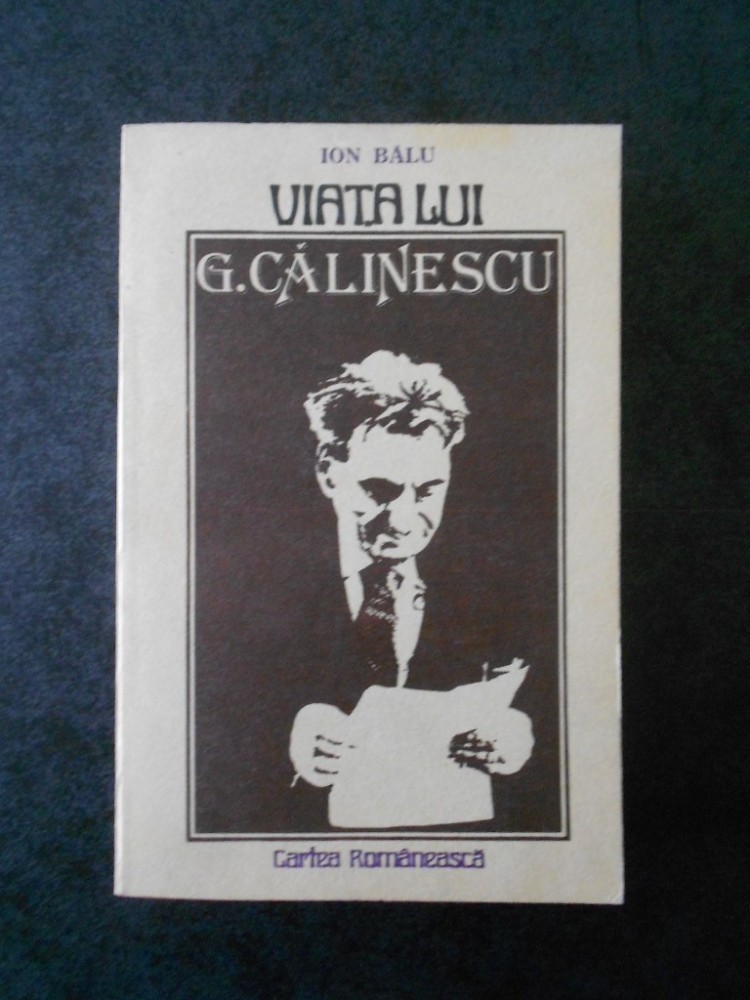 ION BĂLU
VIAȚA LUI
G. CĂLINESCU
Cartea Românească